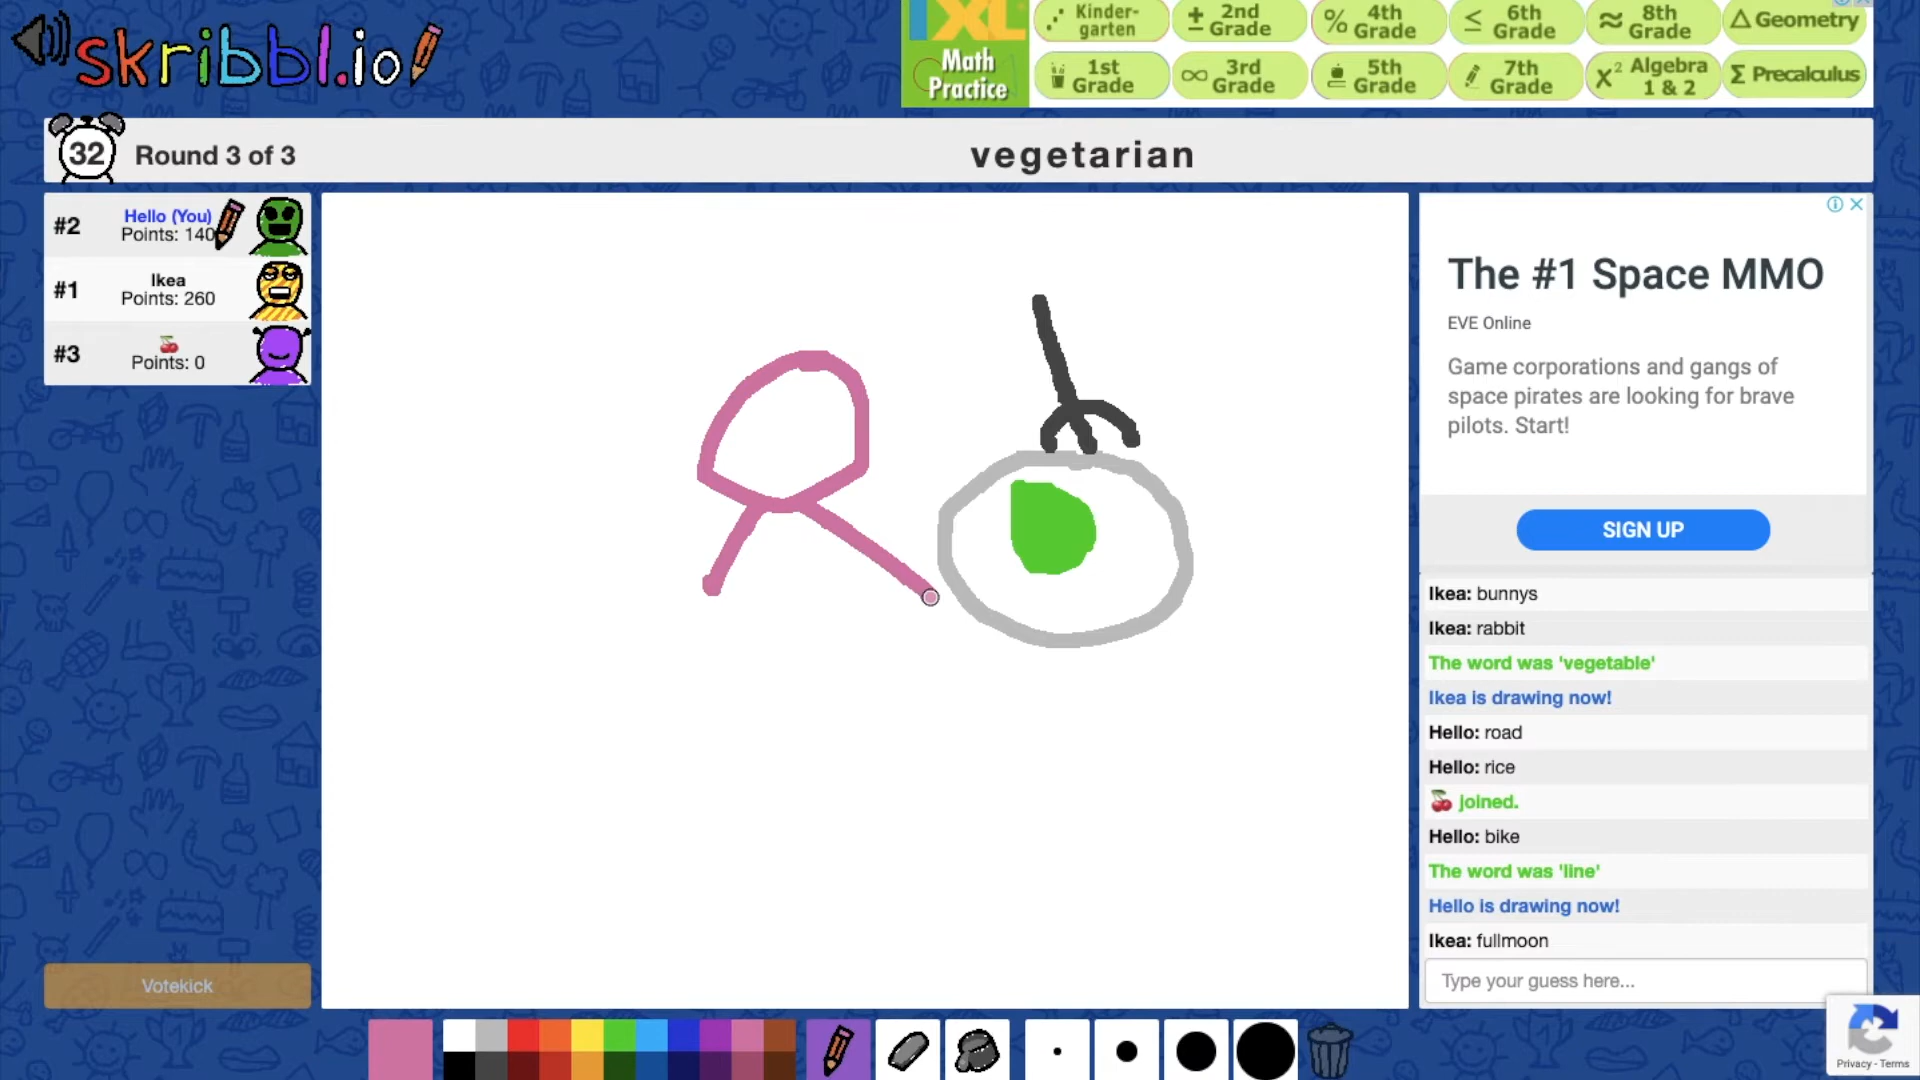 skribbl.io
IXL
Math
Practice
Kinder-
garten
2nd
Grade
4th
Grade
6th
Grade
8th
Grade
Geometry
1st
Grade
3rd
Grade
5th
Grade
7th
Grade
Algebra
1 & 2
Precalculus
32
Round 3 of 3
vegetarian
#2
Hello (You)
Points: 140
#1
Ikea
Points: 260
#3
Points: 0
The #1 Space MMO
EVE Online
Game corporations and gangs of
space pirates are looking for brave
pilots. Start!
SIGN UP
Ikea: bunnys
Ikea: rabbit
The word was 'vegetable'
Ikea is drawing now!
Hello: road
Hello: rice
🍒 joined.
Hello: bike
The word was 'line'
Hello is drawing now!
Ikea: fullmoon
Type your guess here...
Votekick
Privacy - Terms